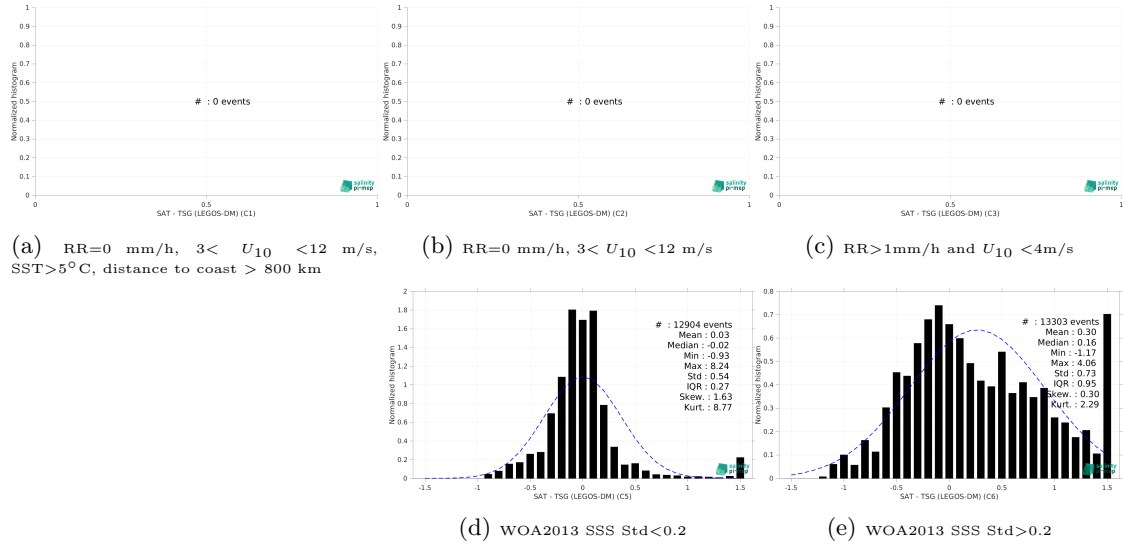 1
0.9
0.8
0.7
0.6
0.5
0.4
0.3
0.2
0.1
0
Normalized histogram
# : 0 events
salinity
pi-mep
0 0.5 1
SAT - TSG (LEGOS-DM) (C1)
(a) RR=0 mm/h, 3< U10 <12 m/s,
SST>5°C, distance to coast > 800 km
1
0.9
0.8
0.7
0.6
0.5
0.4
0.3
0.2
0.1
0
Normalized histogram
# : 0 events
salinity
pi-mep
0 0.5 1
SAT - TSG (LEGOS-DM) (C2)
(b) RR=0 mm/h, 3< U10 <12 m/s
1
0.9
0.8
0.7
0.6
0.5
0.4
0.3
0.2
0.1
0
Normalized histogram
# : 0 events
salinity
pi-mep
0 0.5 1
SAT - TSG (LEGOS-DM) (C3)
(c) RR>1mm/h and U10 <4m/s
2
1.8
1.6
1.4
1.2
1
0.8
0.6
0.4
0.2
0
Normalized histogram
# : 12904 events
Mean : 0.03
Median : -0.02
Min : -0.93
Max : 8.24
Std : 0.54
IQR : 0.27
Skew. : 1.63
Kurt. : 8.77
salinity
pi-mep
-1.5 -1 -0.5 0 0.5 1 1.5
SAT - TSG (LEGOS-DM) (C5)
(d) WOA2013 SSS Std<0.2
0.8
0.7
0.6
0.5
0.4
0.3
0.2
0.1
0
Normalized histogram
# : 13303 events
Mean : 0.30
Median : 0.16
Min : -1.17
Max : 4.06
Std : 0.73
IQR : 0.95
Skew. : 0.30
Kurt. : 2.29
salinity
pi-mep
-1.5 -1 -0.5 0 0.5 1 1.5
SAT - TSG (LEGOS-DM) (C6)
(e) WOA2013 SSS Std>0.2